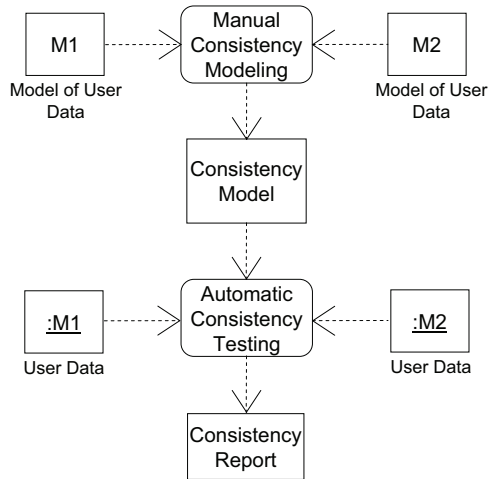 M1
Manual
Consistency
Modeling
M2
Model of User
Data
Model of User
Data
Consistency
Model
:M1
Automatic
Consistency
Testing
:M2
User Data
User Data
Consistency
Report